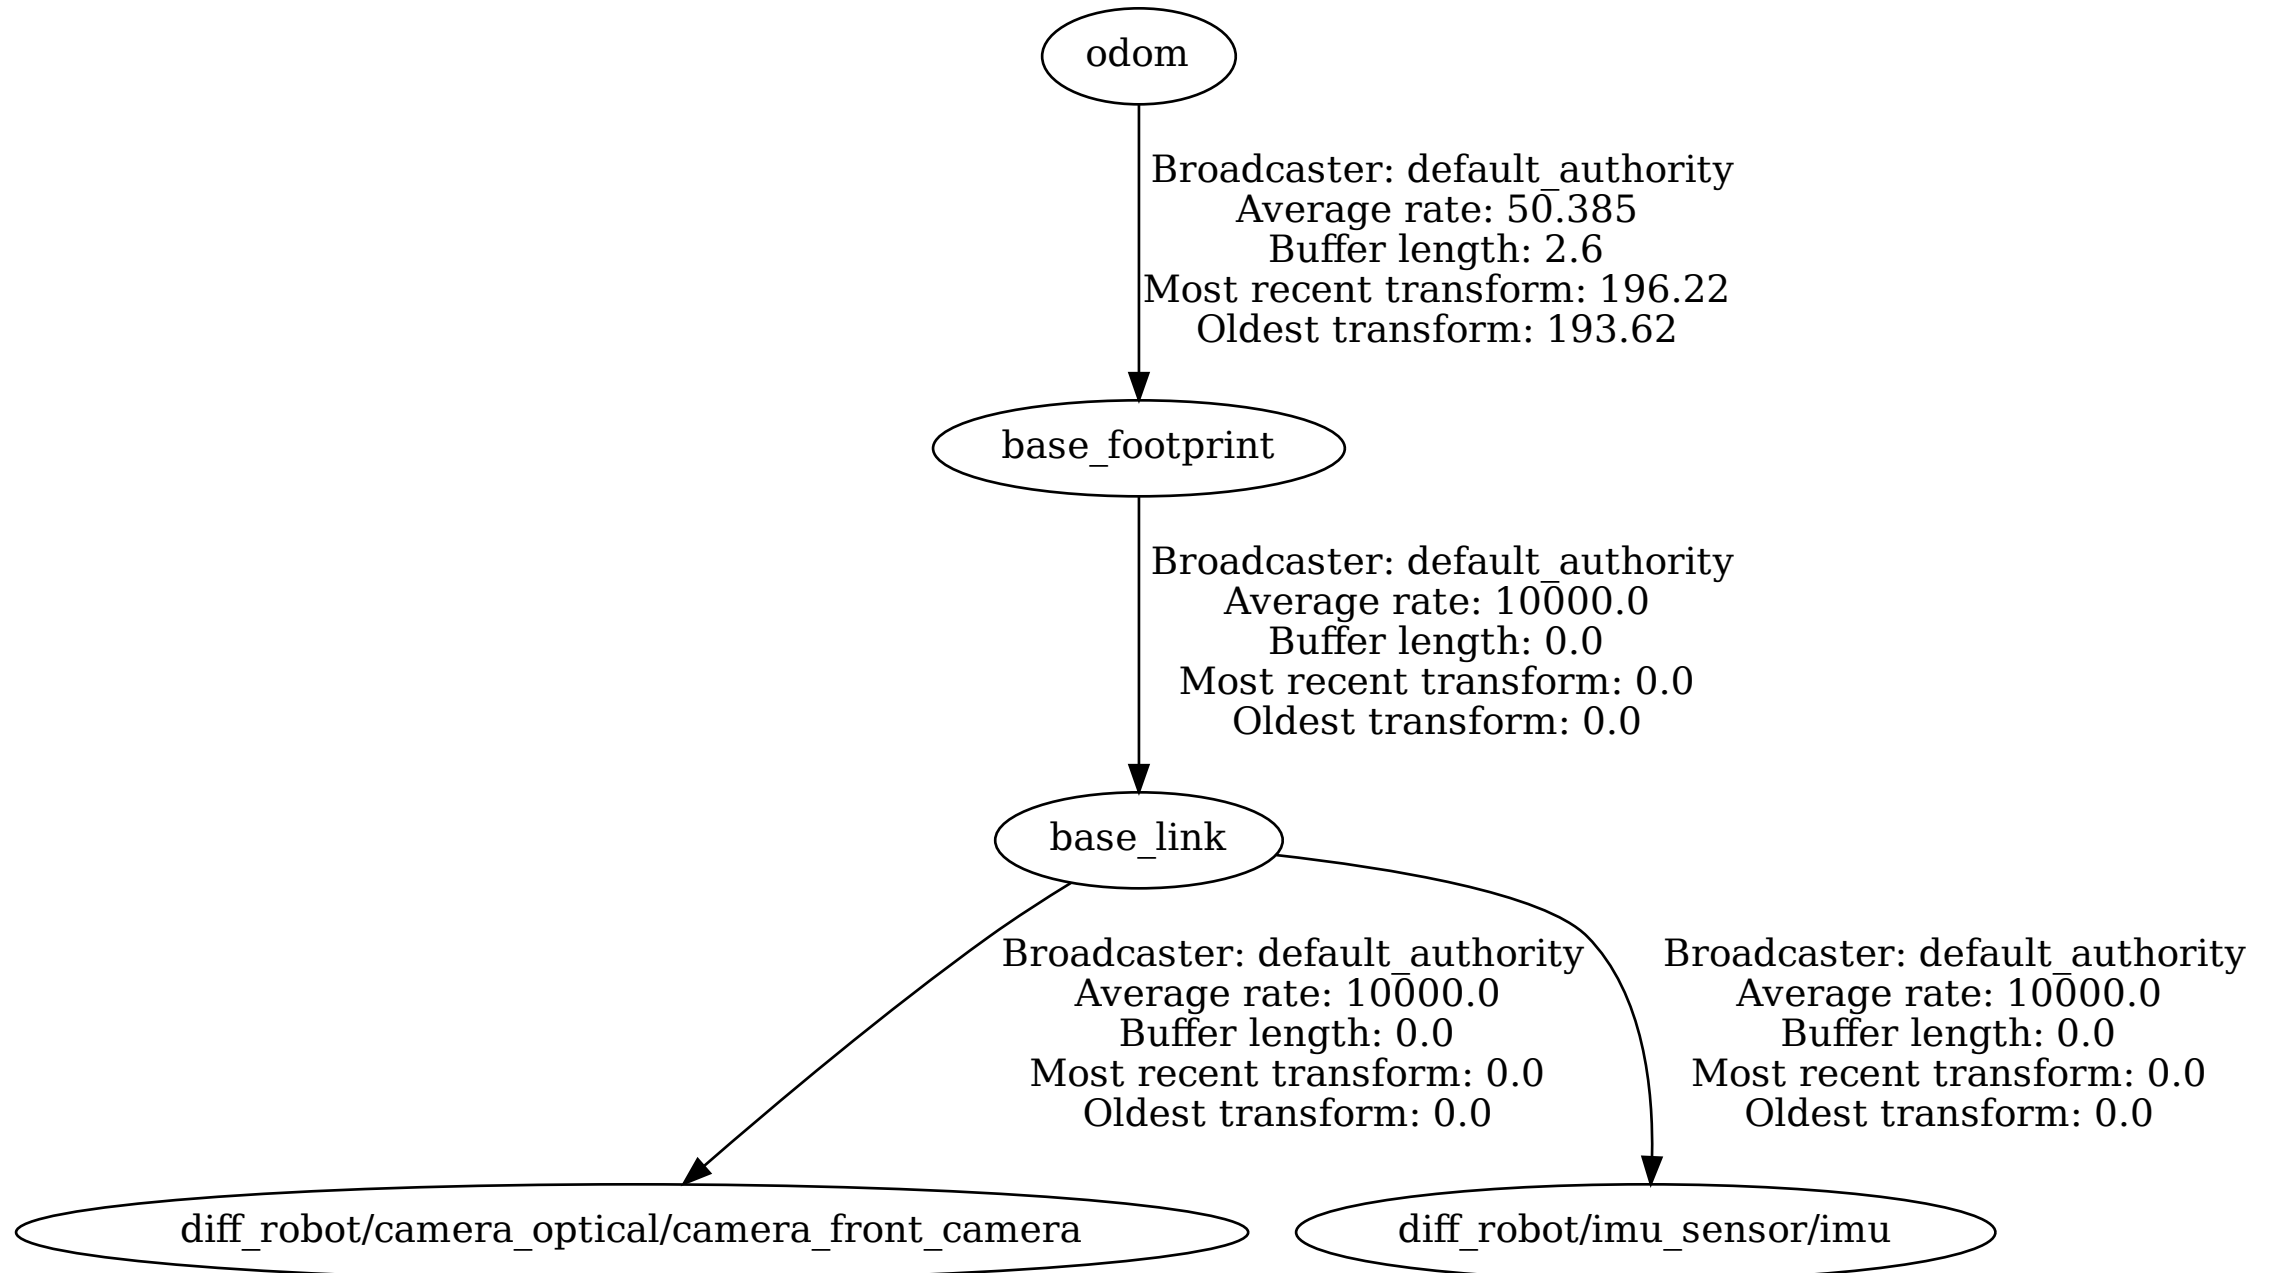 odom
Broadcaster: default_authority
Average rate: 50.385
Buffer length: 2.6
Most recent transform: 196.22
Oldest transform: 193.62
base_footprint
Broadcaster: default_authority
Average rate: 10000.0
Buffer length: 0.0
Most recent transform: 0.0
Oldest transform: 0.0
base_link
Broadcaster: default_authority
Average rate: 10000.0
Buffer length: 0.0
Most recent transform: 0.0
Oldest transform: 0.0
Broadcaster: default_authority
Average rate: 10000.0
Buffer length: 0.0
Most recent transform: 0.0
Oldest transform: 0.0
diff_robot/camera_optical/camera_front_camera
diff_robot/imu_sensor/imu